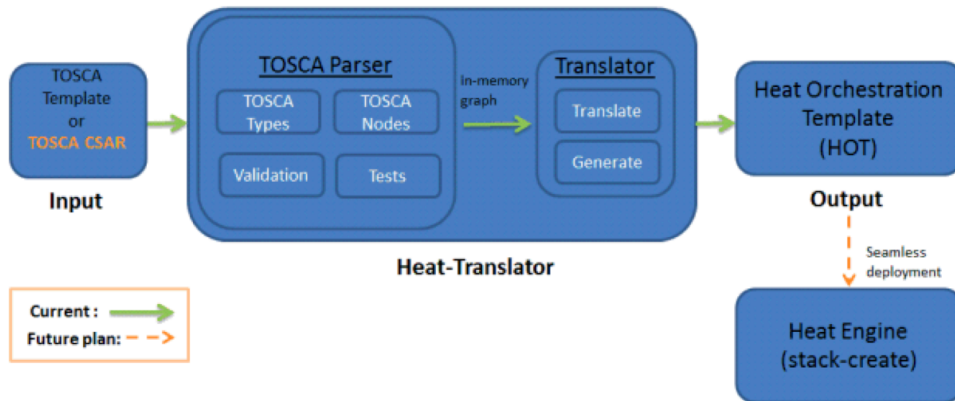 TOSCA
Template
or
TOSCA CSAR
Input
TOSCA Parser
TOSCA
Types
TOSCA
Nodes
Validation
Tests
In-memory
graph
Translator
Translate
Generate
Heat-Translator
Heat Orchestration
Template
(HOT)
Output
Seamless
deployment
Heat Engine
(stack-create)
Current :
Future plan: